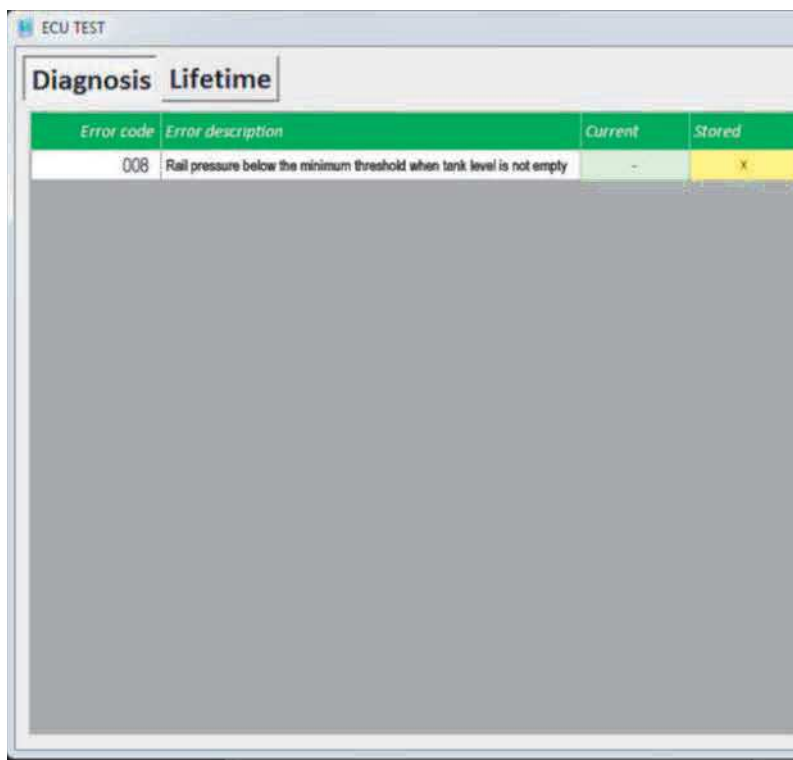 ECU TEST
Diagnosis Lifetime
Error code Error description Current Stored
008 Rail pressure below the minimum threshold when tank level is not empty - x